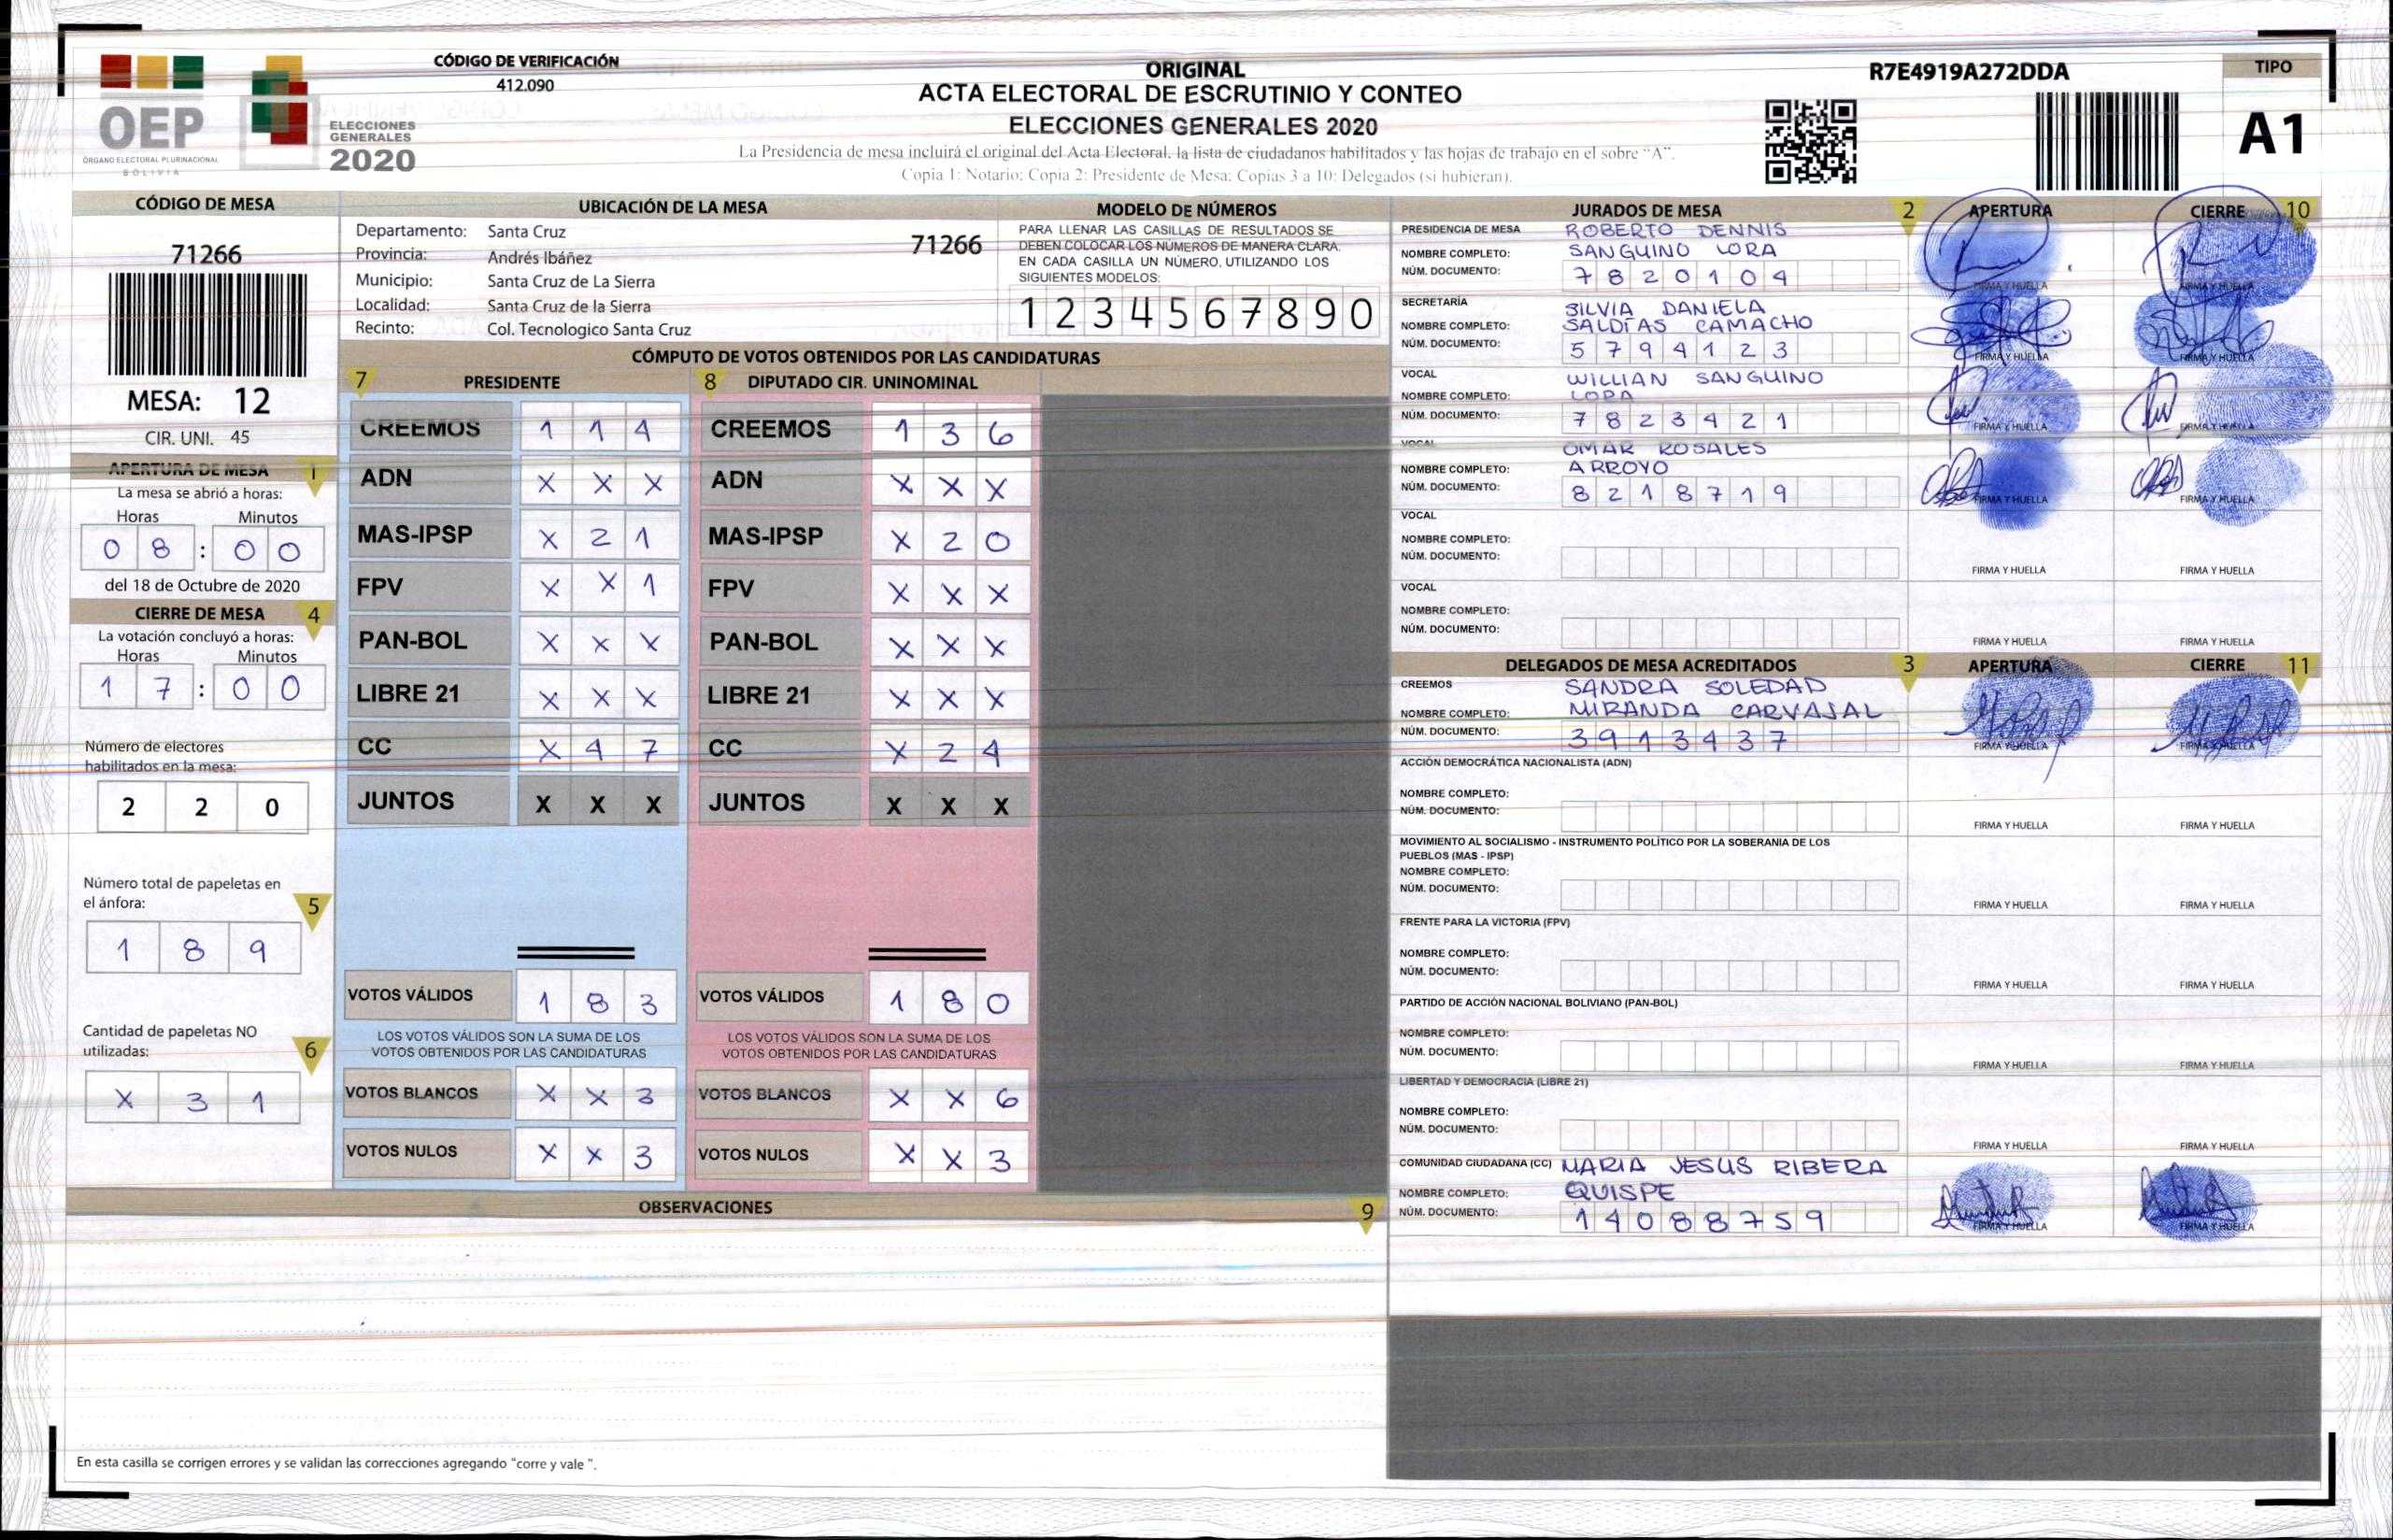 CÓDIGO DE VERIFICACIÓN
412.090
OEP
ÓRGANO ELECTORAL PLURINACIONAL
BOLIVIA
ELECCIONES
GENERALES
2020
ORIGINAL
ACTA ELECTORAL DE ESCRUTINIO Y CONTEO
ELECCIONES GENERALES 2020
La Presidencia de mesa incluirá el original del Acta Electoral, la lista de ciudadanos habilitados y las hojas de trabajo en el sobre “A”.
Copia 1: Notario; Copia 2: Presidente de Mesa; Copias 3 a 10: Delegados (si hubieran).
R7E4919A272DDA
TIPO
A1
CÓDIGO DE MESA
71266
MESA: 12
CIR. UNI. 45
APERTURA DE MESA 1
La mesa se abrió a horas:
Horas Minutos
0 8 : 0 0
del 18 de Octubre de 2020
CIERRE DE MESA 4
La votación concluyó a horas:
Horas Minutos
1 7 : 0 0
Número de electores
habilitados en la mesa:
2 2 0
Número total de papeletas en
el ánfora: 5
1 8 9
Cantidad de papeletas NO
utilizadas: 6
X 3 1
UBICACIÓN DE LA MESA
Departamento: Santa Cruz
71266
Provincia: Andrés Ibáñez
Municipio: Santa Cruz de La Sierra
Localidad: Santa Cruz de la Sierra
Recinto: Col. Tecnologico Santa Cruz
MODELO DE NÚMEROS
PARA LLENAR LAS CASILLAS DE RESULTADOS SE
DEBEN COLOCAR LOS NÚMEROS DE MANERA CLARA.
EN CADA CASILLA UN NÚMERO, UTILIZANDO LOS
SIGUIENTES MODELOS:
1 2 3 4 5 6 7 8 9 0
CÓMPUTO DE VOTOS OBTENIDOS POR LAS CANDIDATURAS
7 PRESIDENTE
CREEMOS 1 1 4
ADN X X X
MAS-IPSP X 2 1
FPV X X 1
PAN-BOL X X X
LIBRE 21 X X X
CC X 4 7
JUNTOS X X X
VOTOS VÁLIDOS 1 8 3
LOS VOTOS VÁLIDOS SON LA SUMA DE LOS
VOTOS OBTENIDOS POR LAS CANDIDATURAS
VOTOS BLANCOS X X 3
VOTOS NULOS X X 3
8 DIPUTADO CIR. UNINOMINAL
CREEMOS 1 3 6
ADN X X X
MAS-IPSP X 2 0
FPV X X X
PAN-BOL X X X
LIBRE 21 X X X
CC X 2 4
JUNTOS X X X
VOTOS VÁLIDOS 1 8 0
LOS VOTOS VÁLIDOS SON LA SUMA DE LOS
VOTOS OBTENIDOS POR LAS CANDIDATURAS
VOTOS BLANCOS X X 6
VOTOS NULOS X X 3
OBSERVACIONES 9
En esta casilla se corrigen errores y se validan las correcciones agregando "corre y vale ".
JURADOS DE MESA 2 APERTURA CIERRE 10
PRESIDENCIA DE MESA ROBERTO DENNIS
NOMBRE COMPLETO: SANGUINO LORA
NÚM. DOCUMENTO: 7 8 2 0 1 0 4
FIRMA Y HUELLA FIRMA Y HUELLA
SECRETARÍA SILVIA DANIELA
NOMBRE COMPLETO: SALDÍAS CAMACHO
NÚM. DOCUMENTO: 5 7 9 4 1 2 3
FIRMA Y HUELLA FIRMA Y HUELLA
VOCAL WILLIAN SANGUINO
NOMBRE COMPLETO: LORA
NÚM. DOCUMENTO: 7 8 2 3 4 2 1
FIRMA Y HUELLA FIRMA Y HUELLA
VOCAL OMAR ROSALES
NOMBRE COMPLETO: ARROYO
NÚM. DOCUMENTO: 8 2 1 8 7 1 9
FIRMA Y HUELLA FIRMA Y HUELLA
VOCAL
NOMBRE COMPLETO:
NÚM. DOCUMENTO:
FIRMA Y HUELLA FIRMA Y HUELLA
VOCAL
NOMBRE COMPLETO:
NÚM. DOCUMENTO:
FIRMA Y HUELLA FIRMA Y HUELLA
DELEGADOS DE MESA ACREDITADOS 3 APERTURA CIERRE 11
CREEMOS SANDRA SOLEDAD
NOMBRE COMPLETO: MIRANDA CARVAJAL
NÚM. DOCUMENTO: 3 9 1 3 4 3 7
FIRMA Y HUELLA FIRMA Y HUELLA
ACCIÓN DEMOCRÁTICA NACIONALISTA (ADN)
NOMBRE COMPLETO:
NÚM. DOCUMENTO:
FIRMA Y HUELLA FIRMA Y HUELLA
MOVIMIENTO AL SOCIALISMO - INSTRUMENTO POLÍTICO POR LA SOBERANIA DE LOS
PUEBLOS (MAS - IPSP)
NOMBRE COMPLETO:
NÚM. DOCUMENTO:
FIRMA Y HUELLA FIRMA Y HUELLA
FRENTE PARA LA VICTORIA (FPV)
NOMBRE COMPLETO:
NÚM. DOCUMENTO:
FIRMA Y HUELLA FIRMA Y HUELLA
PARTIDO DE ACCIÓN NACIONAL BOLIVIANO (PAN-BOL)
NOMBRE COMPLETO:
NÚM. DOCUMENTO:
FIRMA Y HUELLA FIRMA Y HUELLA
LIBERTAD Y DEMOCRACIA (LIBRE 21)
NOMBRE COMPLETO:
NÚM. DOCUMENTO:
FIRMA Y HUELLA FIRMA Y HUELLA
COMUNIDAD CIUDADANA (CC) MARIA JESUS RIBERA
NOMBRE COMPLETO: QUISPE
NÚM. DOCUMENTO: 1 4 0 8 8 7 5 9
FIRMA Y HUELLA FIRMA Y HUELLA